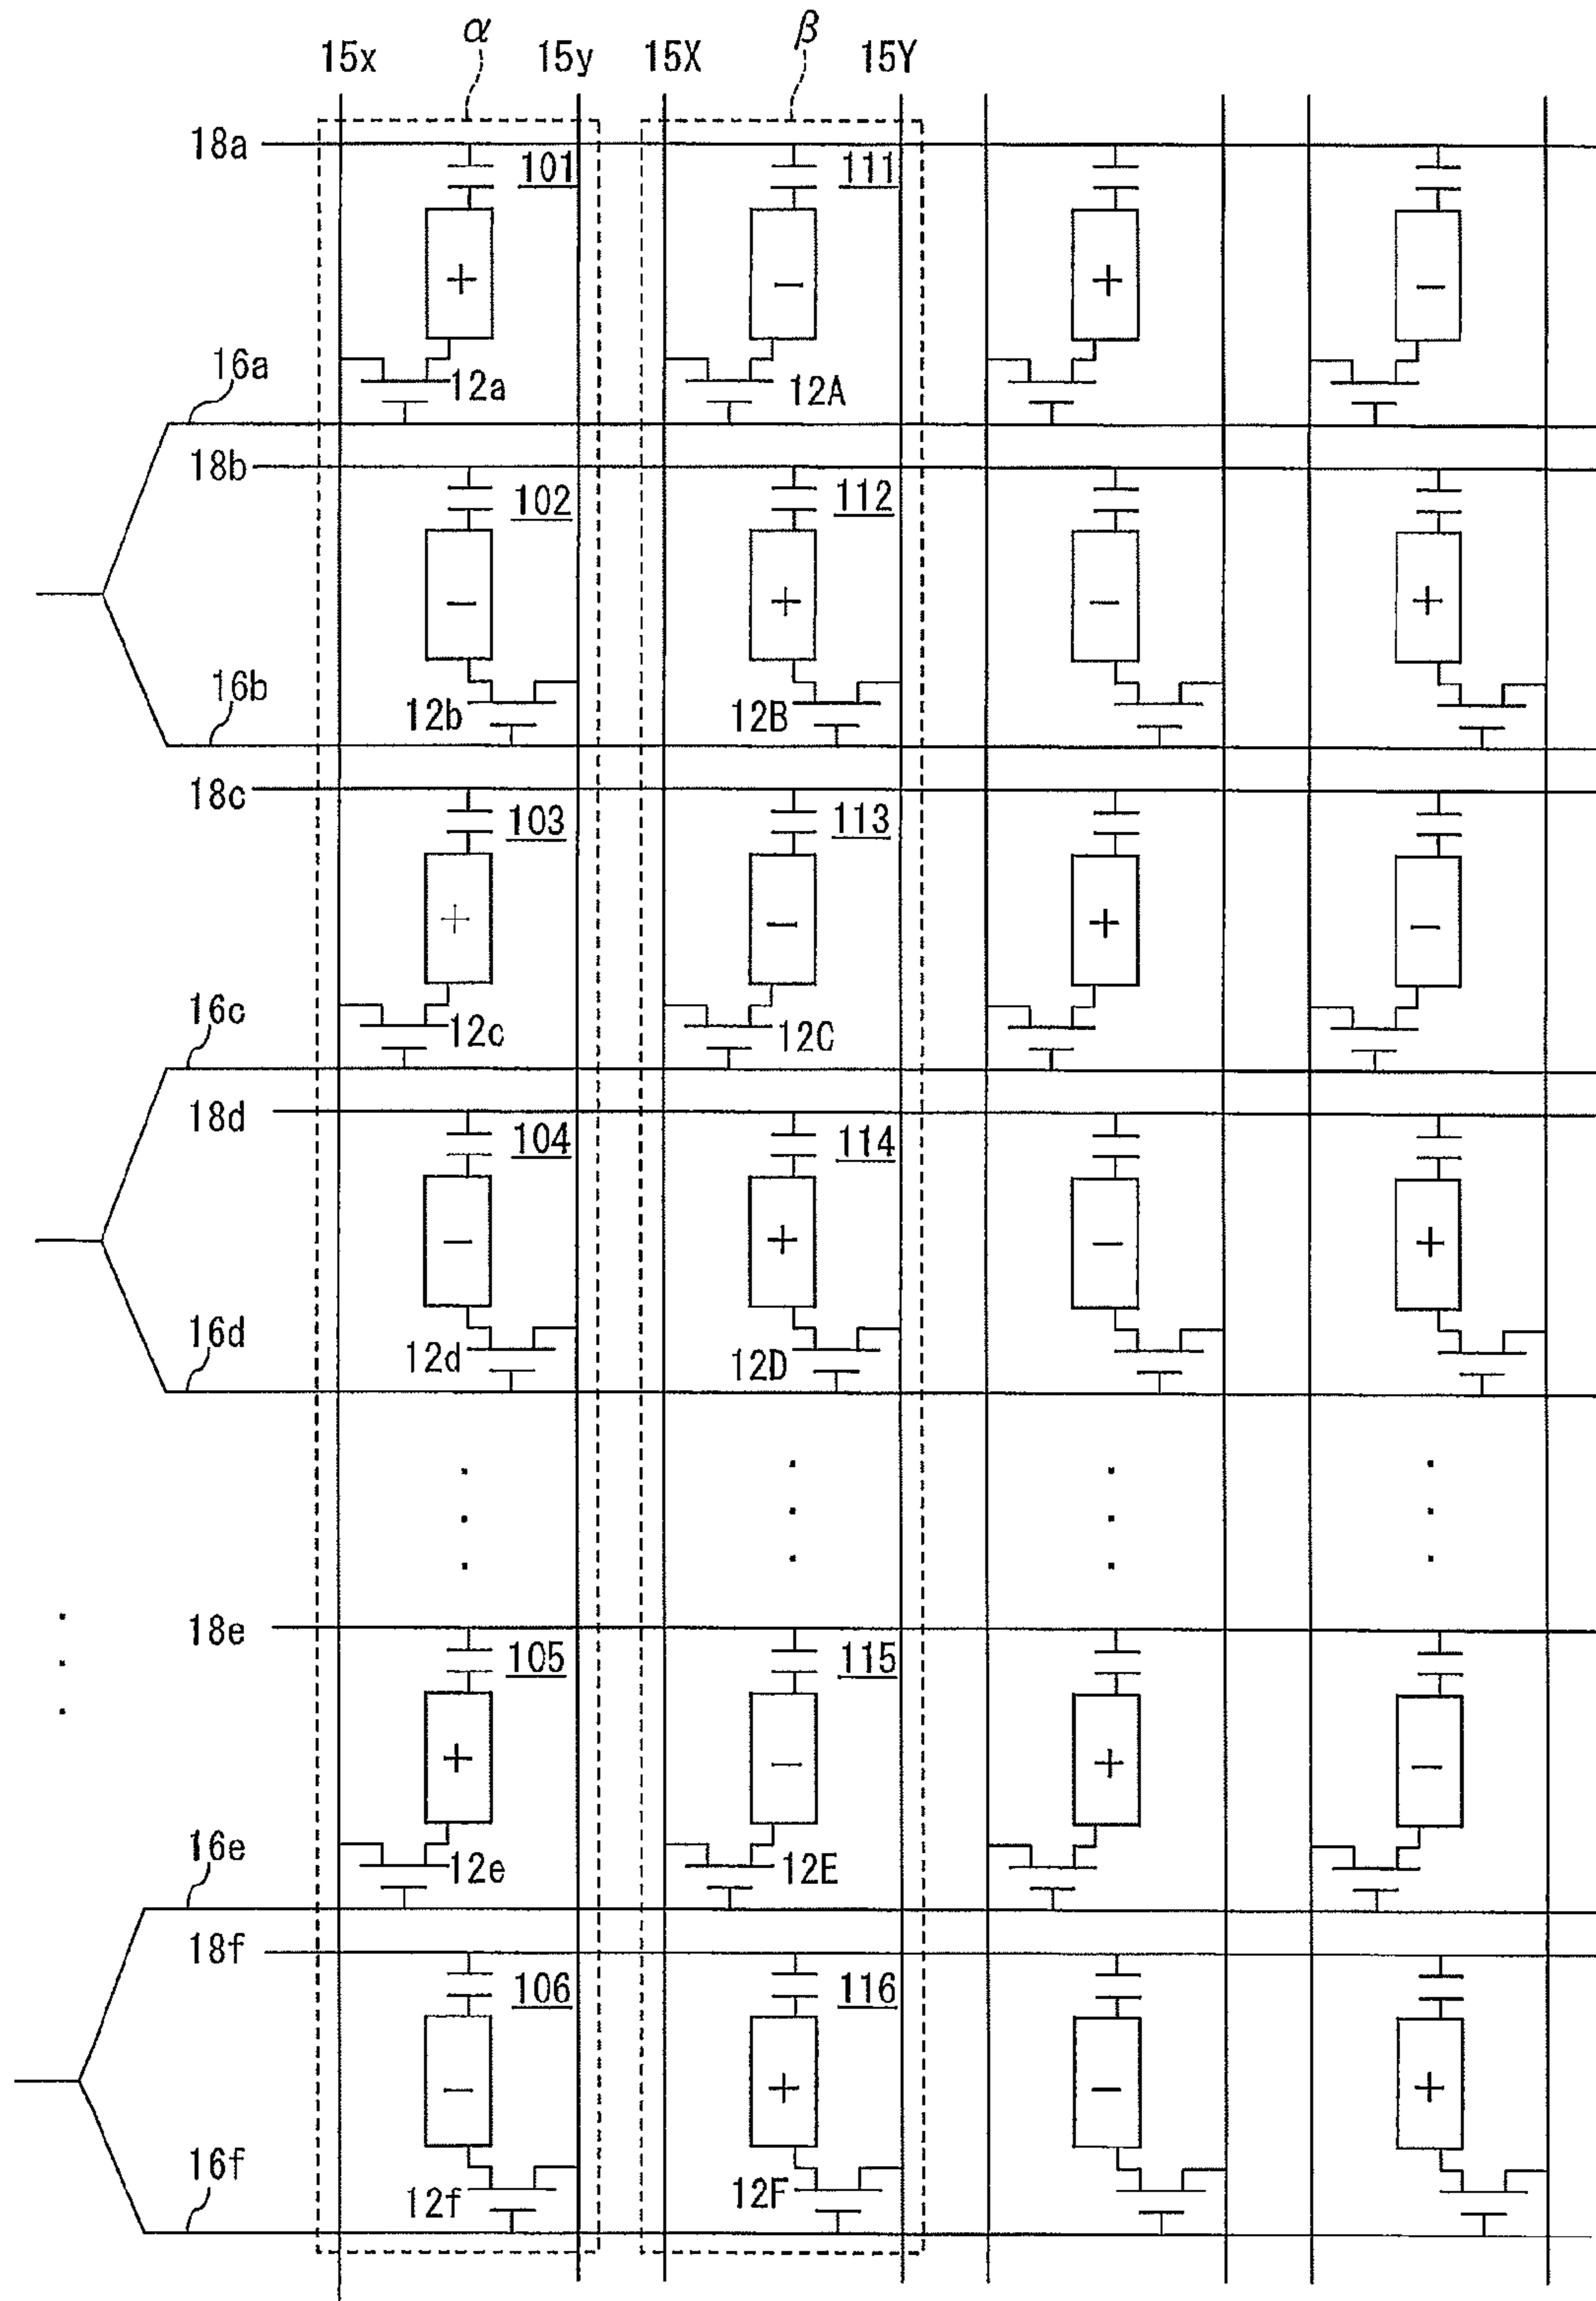 α β
15x 15y 15X 15Y
18a 101 111
+ − + −
16a 12a 12A
18b 102 112
− + − +
16b 12b 12B
18c 103 113
+ − + −
16c 12c 12C
18d 104 114
− + − +
16d 12d 12D
18e 105 115
+ − + −
16e 12e 12E
18f 106 116
− + − +
16f 12f 12F